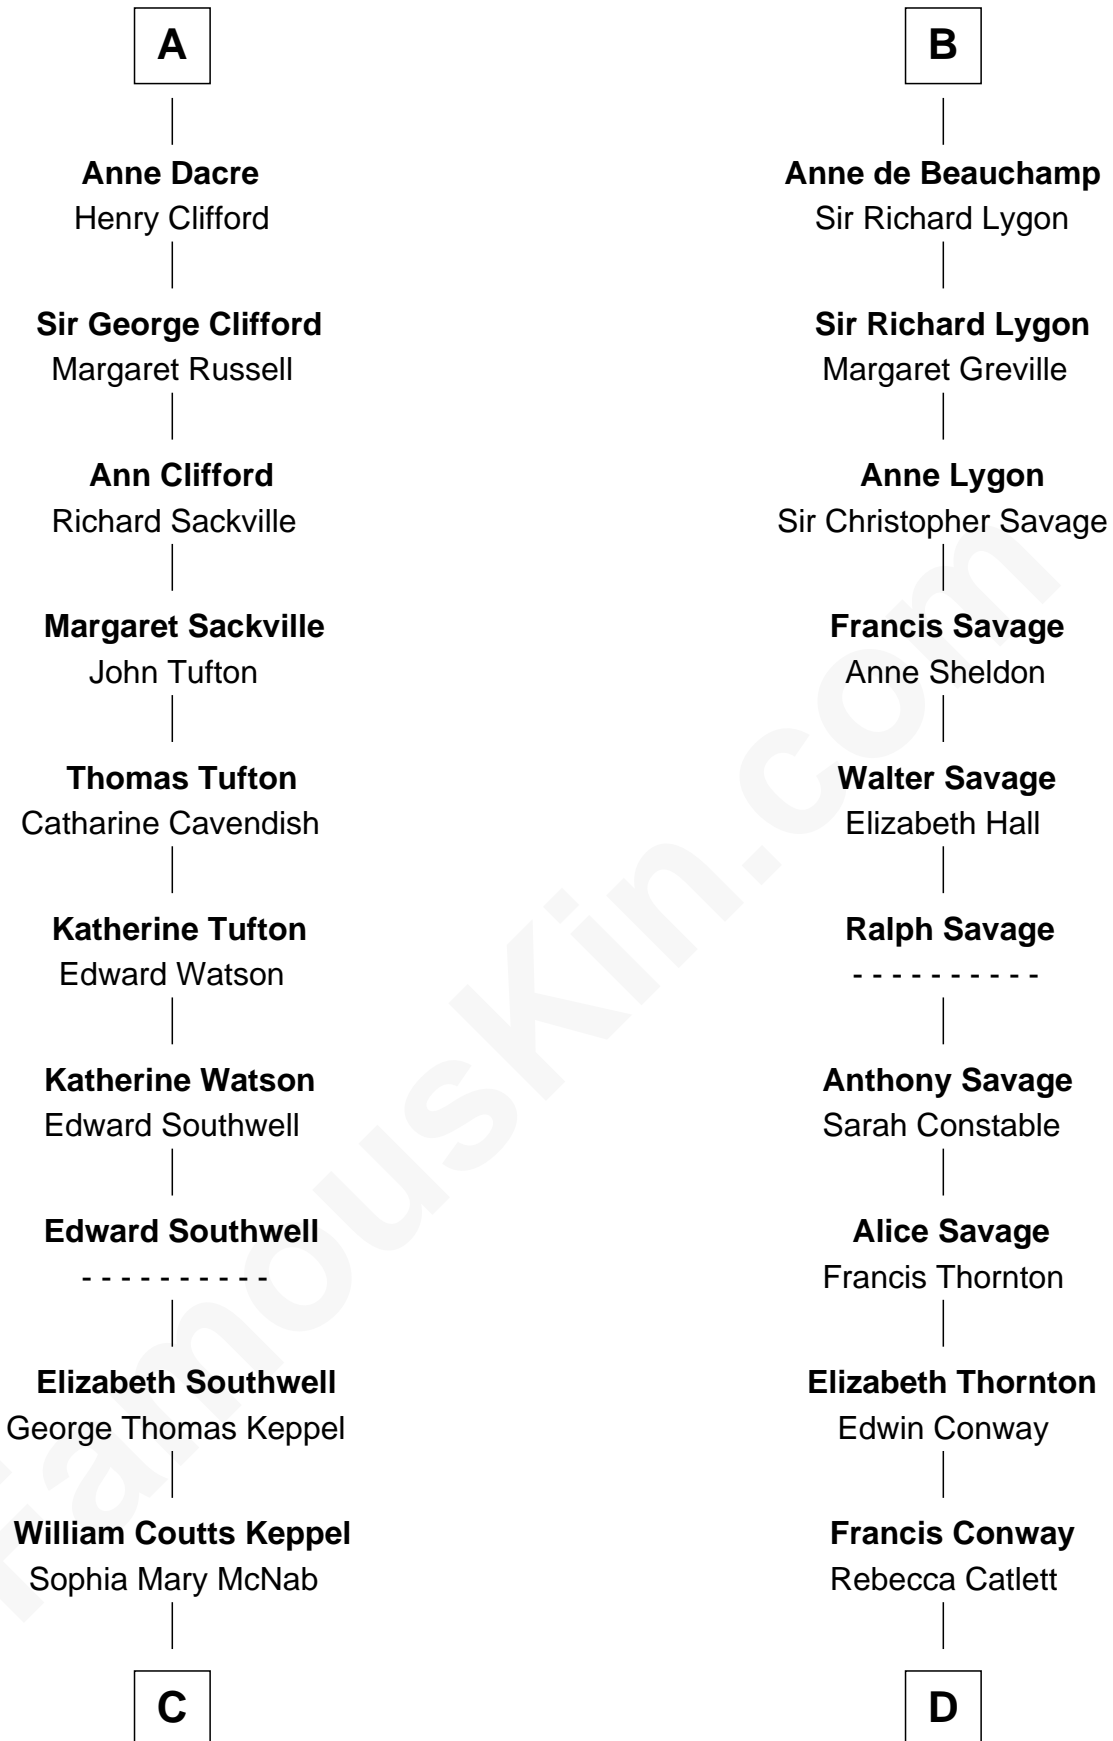 A
Anne Dacre
Henry Clifford
Sir George Clifford
Margaret Russell
Ann Clifford
Richard Sackville
Margaret Sackville
John Tufton
Thomas Tufton
Catharine Cavendish
Katherine Tufton
Edward Watson
Katherine Watson
Edward Southwell
Edward Southwell
- - - - - - - - - -
Elizabeth Southwell
George Thomas Keppel
William Coutts Keppel
Sophia Mary McNab
C
B
Anne de Beauchamp
Sir Richard Lygon
Sir Richard Lygon
Margaret Greville
Anne Lygon
Sir Christopher Savage
Francis Savage
Anne Sheldon
Walter Savage
Elizabeth Hall
Ralph Savage
- - - - - - - - - -
Anthony Savage
Sarah Constable
Alice Savage
Francis Thornton
Elizabeth Thornton
Edwin Conway
Francis Conway
Rebecca Catlett
D
FamousKin.com